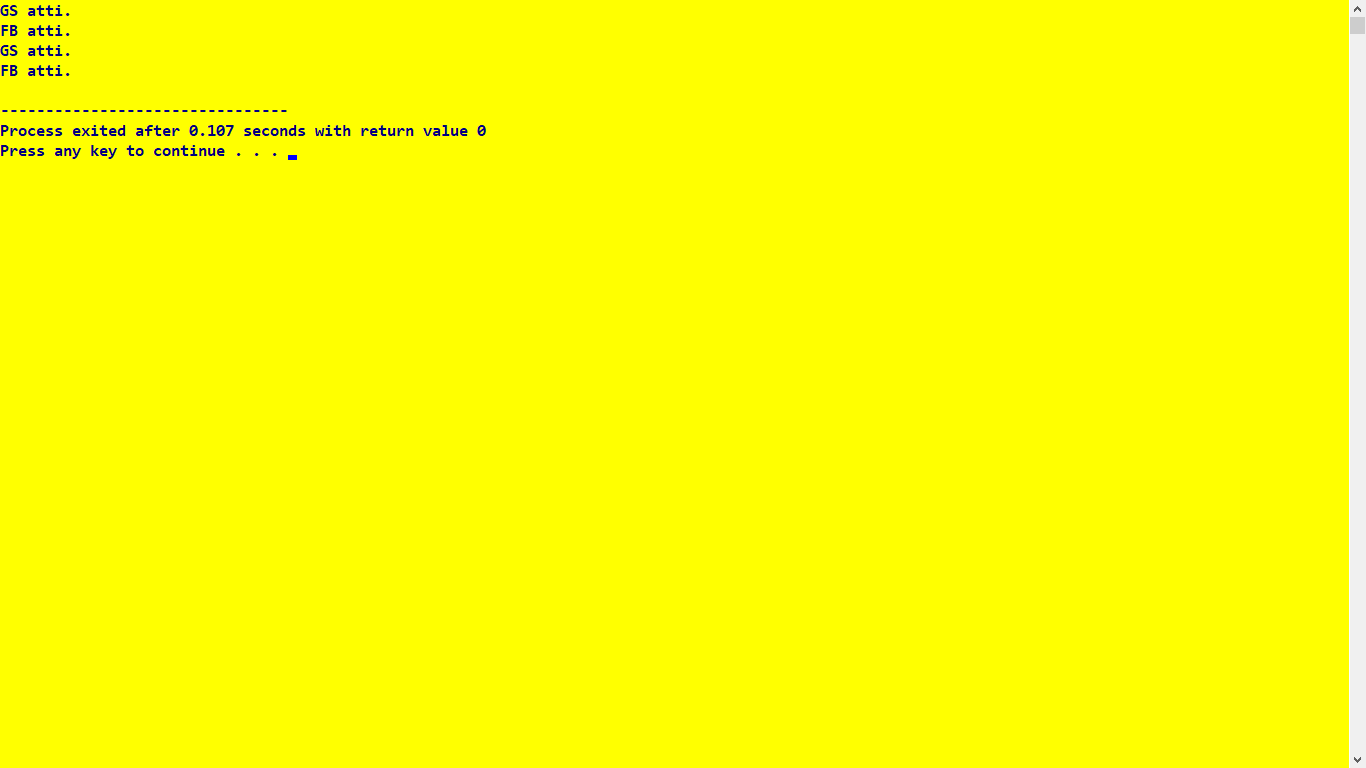 GS atti.
FB atti.
GS atti.
FB atti.
--------------------------------
Process exited after 0.107 seconds with return value 0
Press any key to continue . . .